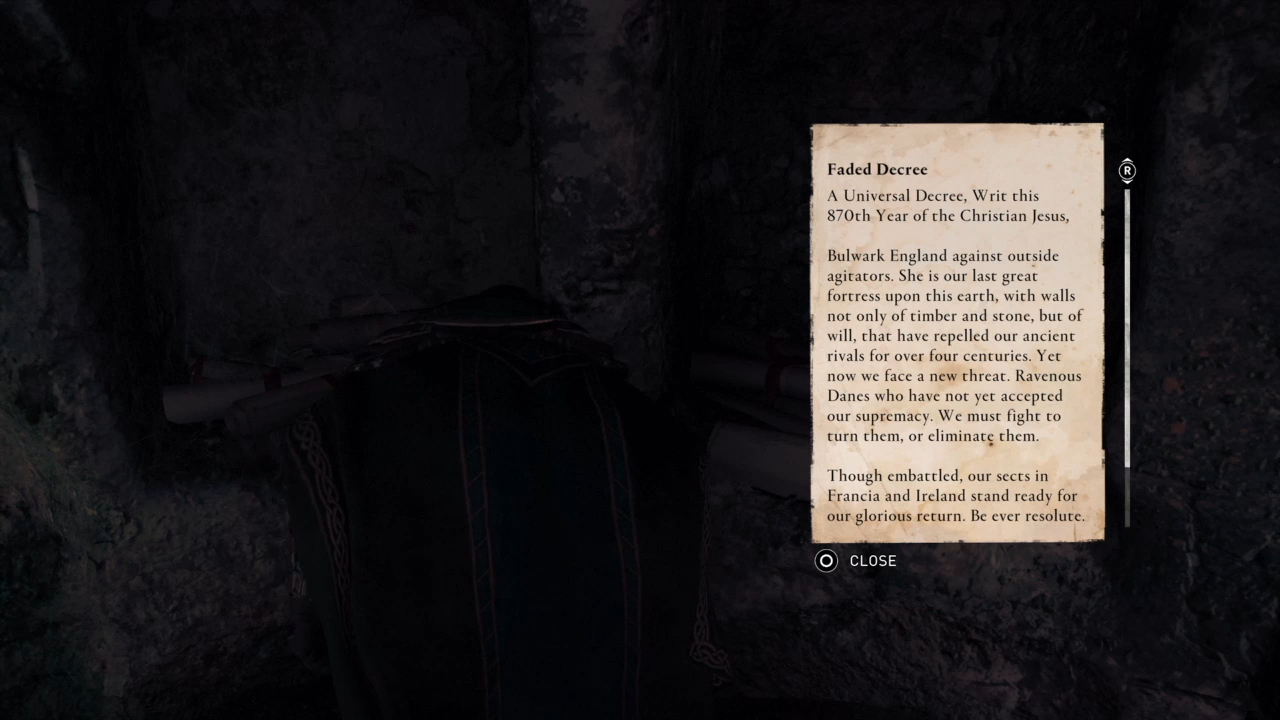 Faded Decree
A Universal Decree, Writ this
870th Year of the Christian Jesus,
Bulwark England against outside
agitators. She is our last great
fortress upon this earth, with walls
not only of timber and stone, but of
will, that have repelled our ancient
rivals for over four centuries. Yet
now we face a new threat. Ravenous
Danes who have not yet accepted
our supremacy. We must fight to
turn them, or eliminate them.
Though embattled, our sects in
Francia and Ireland stand ready for
our glorious return. Be ever resolute.
R
CLOSE